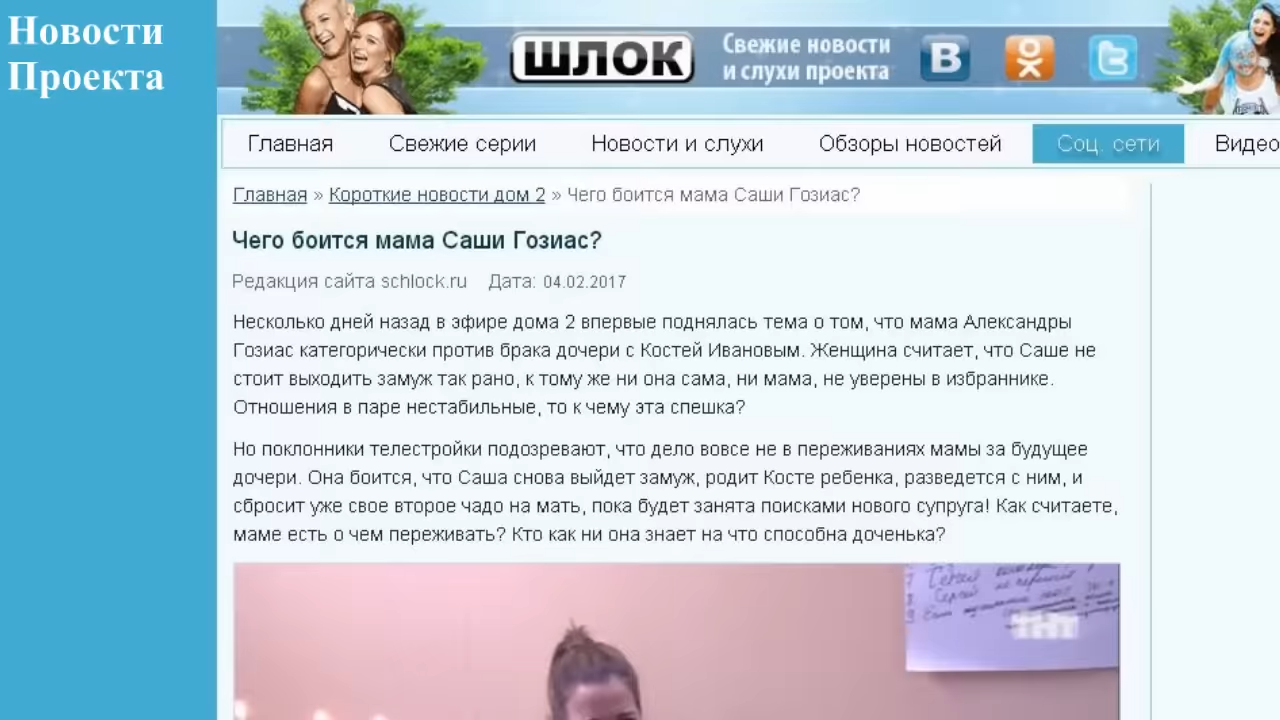 Новости
Проекта
ШЛОК
Свежие новости
и слухи проекта
В
Главная Свежие серии Новости и слухи Обзоры новостей Соц. сети Видео
Главная » Короткие новости дом 2 » Чего боится мама Саши Гозиас?
Чего боится мама Саши Гозиас?
Редакция сайта schlock.ru Дата: 04.02.2017
Несколько дней назад в эфире дома 2 впервые поднялась тема о том, что мама Александры
Гозиас категорически против брака дочери с Костей Ивановым. Женщина считает, что Саше не
стоит выходить замуж так рано, к тому же ни она сама, ни мама, не уверены в избраннике.
Отношения в паре нестабильные, то к чему эта спешка?
Но поклонники телестройки подозревают, что дело вовсе не в переживаниях мамы за будущее
дочери. Она боится, что Саша снова выйдет замуж, родит Косте ребенка, разведется с ним, и
сбросит уже свое второе чадо на мать, пока будет занята поисками нового супруга! Как считаете,
маме есть о чем переживать? Кто как ни она знает на что способна доченька?
7
8 Сергей не
9
ТНТ